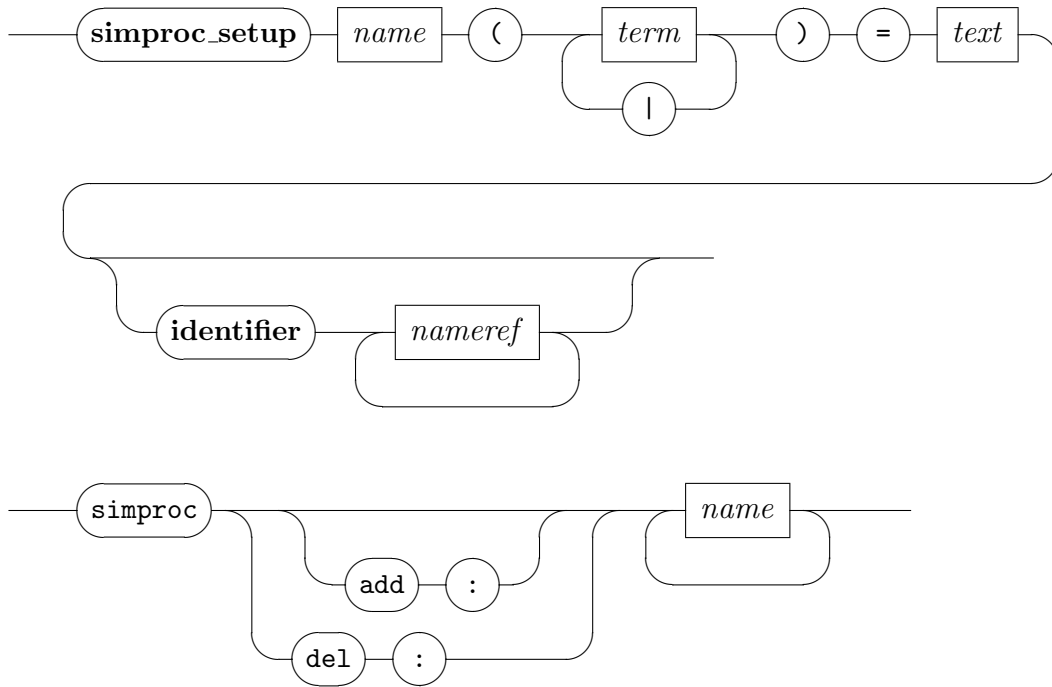 simproc_setup name ( term ) = text
|
identifier nameref
simproc name
add :
del :